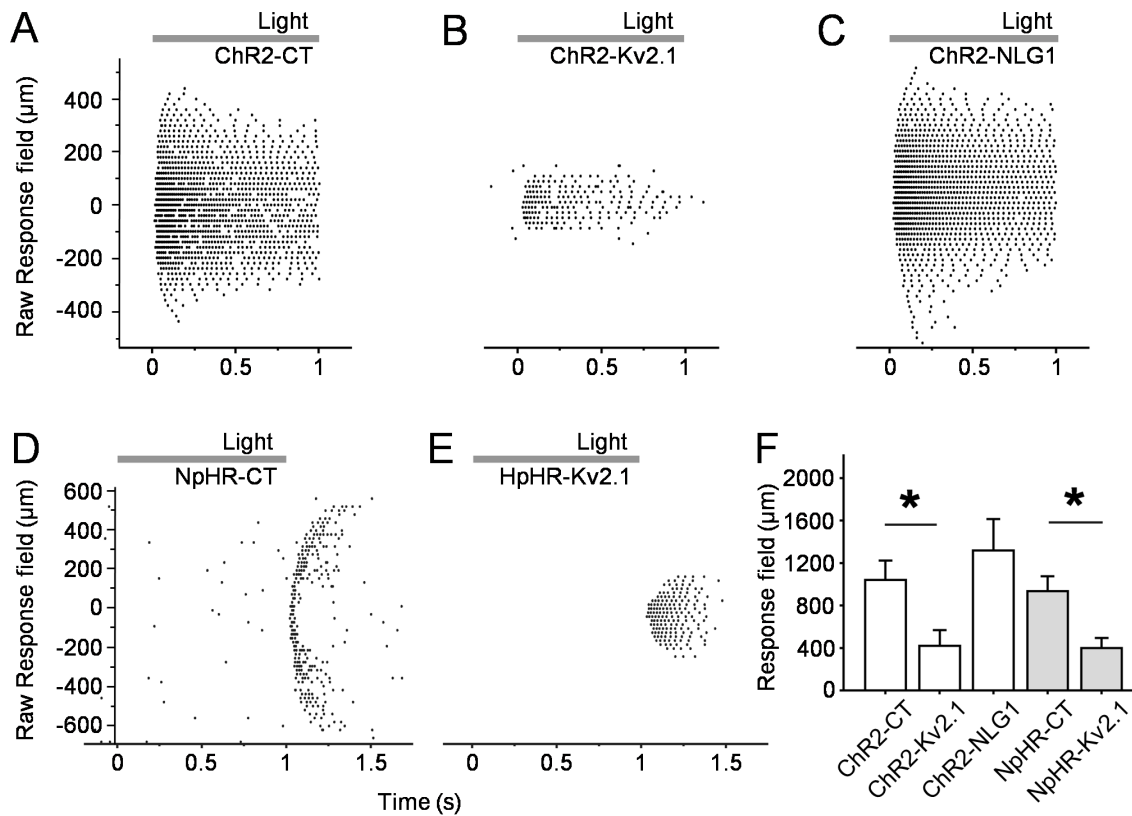 A
Light
ChR2-CT
B
Light
ChR2-Kv2.1
C
Light
ChR2-NLG1
Raw Response field (μm)
400
200
0
-200
-400
0 0.5 1
0 0.5 1
0 0.5 1
D
Light
NpHR-CT
E
Light
HpHR-Kv2.1
F
Raw Response field (μm)
600
400
200
0
-200
-400
-600
0 0.5 1 1.5
0 0.5 1 1.5
Time (s)
Response field (μm)
2000
1600
1200
800
400
0
* *
ChR2-CT
ChR2-Kv2.1
ChR2-NLG1
NpHR-CT
NpHR-Kv2.1